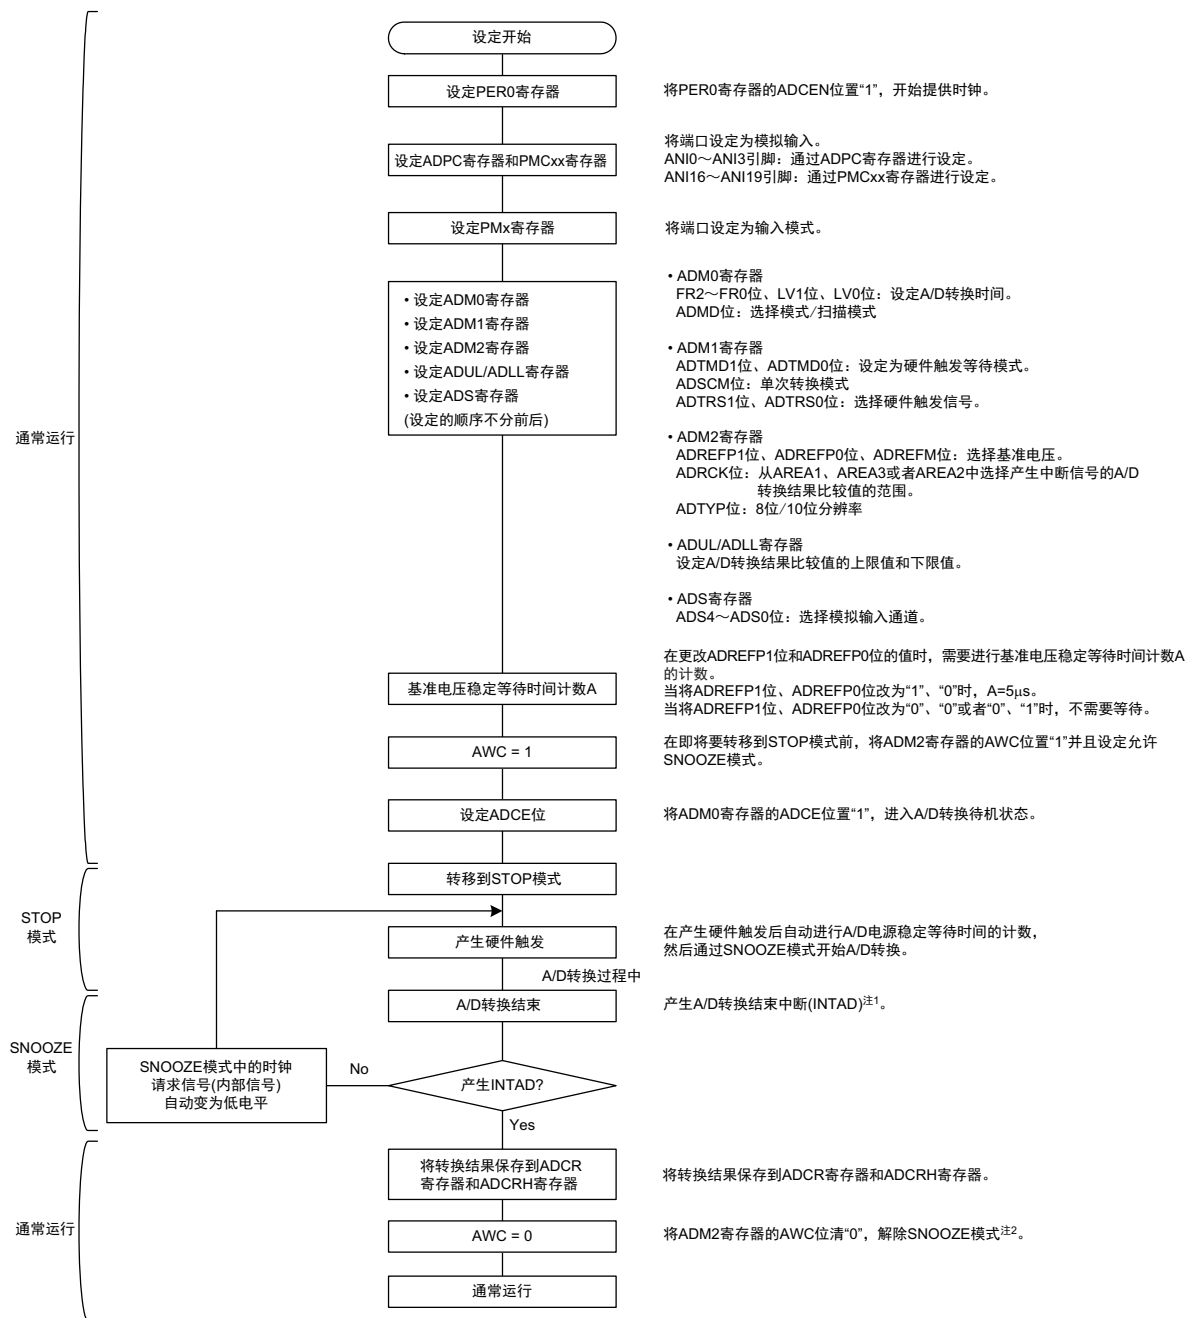 设定开始
设定PER0寄存器
将PER0寄存器的ADCEN位置“1”，开始提供时钟。
设定ADPC寄存器和PMCxx寄存器
将端口设定为模拟输入。
ANI0～ANI3引脚：通过ADPC寄存器进行设定。
ANI16～ANI19引脚：通过PMCxx寄存器进行设定。
设定PMx寄存器
将端口设定为输入模式。
• 设定ADM0寄存器
• 设定ADM1寄存器
• 设定ADM2寄存器
• 设定ADUL/ADLL寄存器
• 设定ADS寄存器
(设定的顺序不分前后)
• ADM0寄存器
FR2～FR0位、LV1位、LV0位：设定A/D转换时间。
ADMD位：选择模式/扫描模式
• ADM1寄存器
ADTMD1位、ADTMD0位：设定为硬件触发等待模式。
ADSCM位：单次转换模式
ADTRS1位、ADTRS0位：选择硬件触发信号。
• ADM2寄存器
ADREFP1位、ADREFP0位、ADREFM位：选择基准电压。
ADRCK位：从AREA1、AREA3或者AREA2中选择产生中断信号的A/D
转换结果比较值的范围。
ADTYP位：8位/10位分辨率
• ADUL/ADLL寄存器
设定A/D转换结果比较值的上限值和下限值。
• ADS寄存器
ADS4～ADS0位：选择模拟输入通道。
通常运行
基准电压稳定等待时间计数A
在更改ADREFP1位和ADREFP0位的值时，需要进行基准电压稳定等待时间计数A
的计数。
当将ADREFP1位、ADREFP0位改为“1”、“0”时，A=5μs。
当将ADREFP1位、ADREFP0位改为“0”、“0”或者“0”、“1”时，不需要等待。
AWC = 1
在即将要转移到STOP模式前，将ADM2寄存器的AWC位置“1”并且设定允许
SNOOZE模式。
设定ADCE位
将ADM0寄存器的ADCE位置“1”，进入A/D转换待机状态。
转移到STOP模式
STOP
模式
产生硬件触发
在产生硬件触发后自动进行A/D电源稳定等待时间的计数，
然后通过SNOOZE模式开始A/D转换。
A/D转换过程中
A/D转换结束
产生A/D转换结束中断(INTAD)注1。
SNOOZE
模式
SNOOZE模式中的时钟
请求信号(内部信号)
自动变为低电平
No
产生INTAD?
Yes
将转换结果保存到ADCR
寄存器和ADCRH寄存器
将转换结果保存到ADCR寄存器和ADCRH寄存器。
通常运行
AWC = 0
将ADM2寄存器的AWC位清“0”，解除SNOOZE模式注2。
通常运行